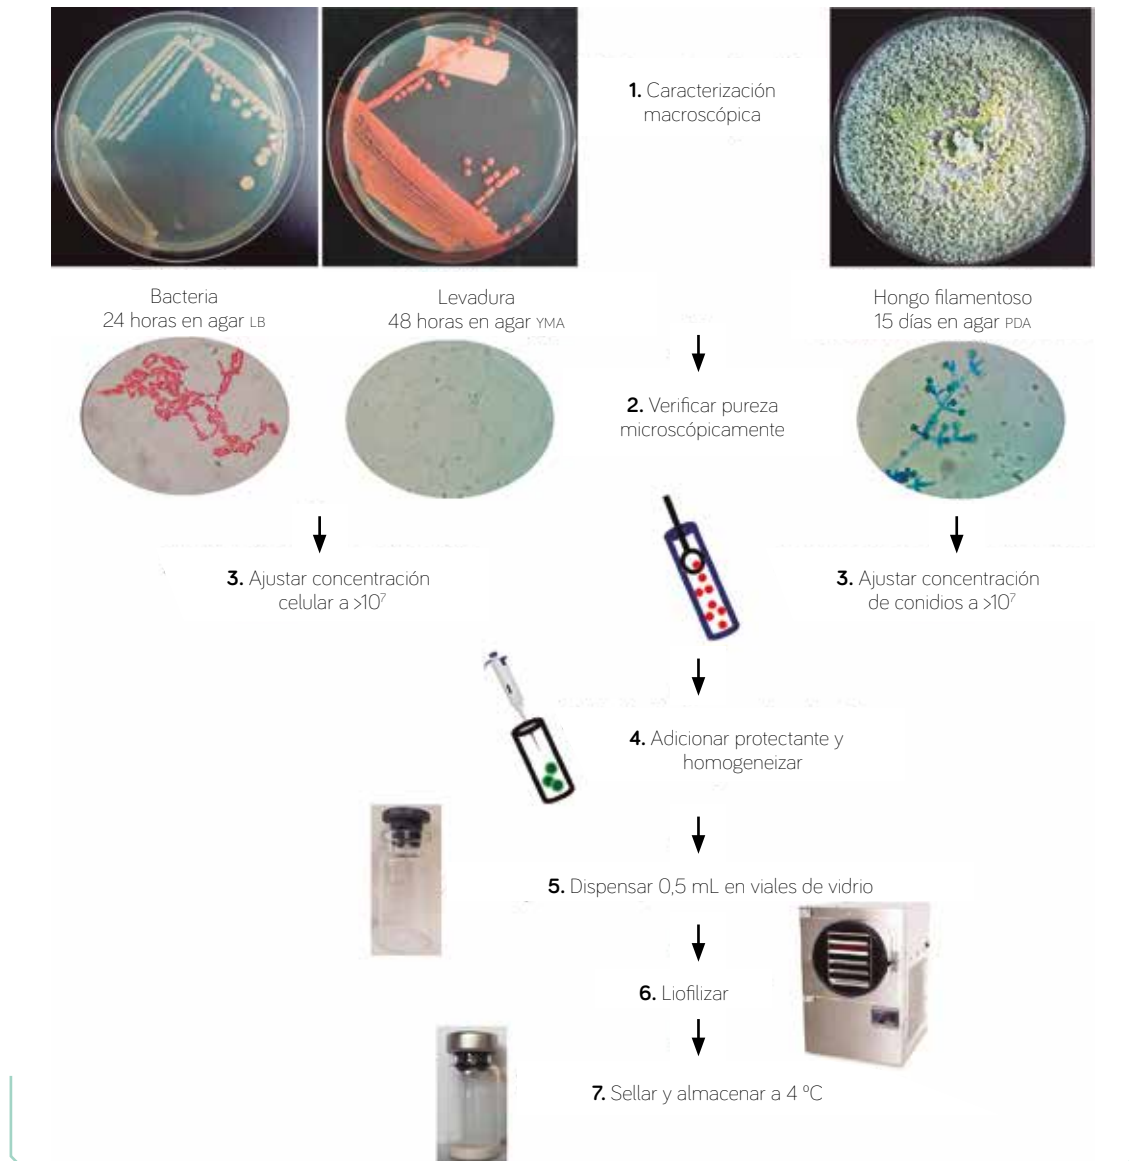 1. Caracterización
macroscópica
Bacteria
24 horas en agar LB
Levadura
48 horas en agar YMA
Hongo filamentoso
15 días en agar PDA
2. Verificar pureza
microscópicamente
3. Ajustar concentración
celular a >10⁷
3. Ajustar concentración
de conidios a >10⁷
4. Adicionar protectante y
homogeneizar
5. Dispensar 0,5 mL en viales de vidrio
6. Liofilizar
7. Sellar y almacenar a 4 ºC